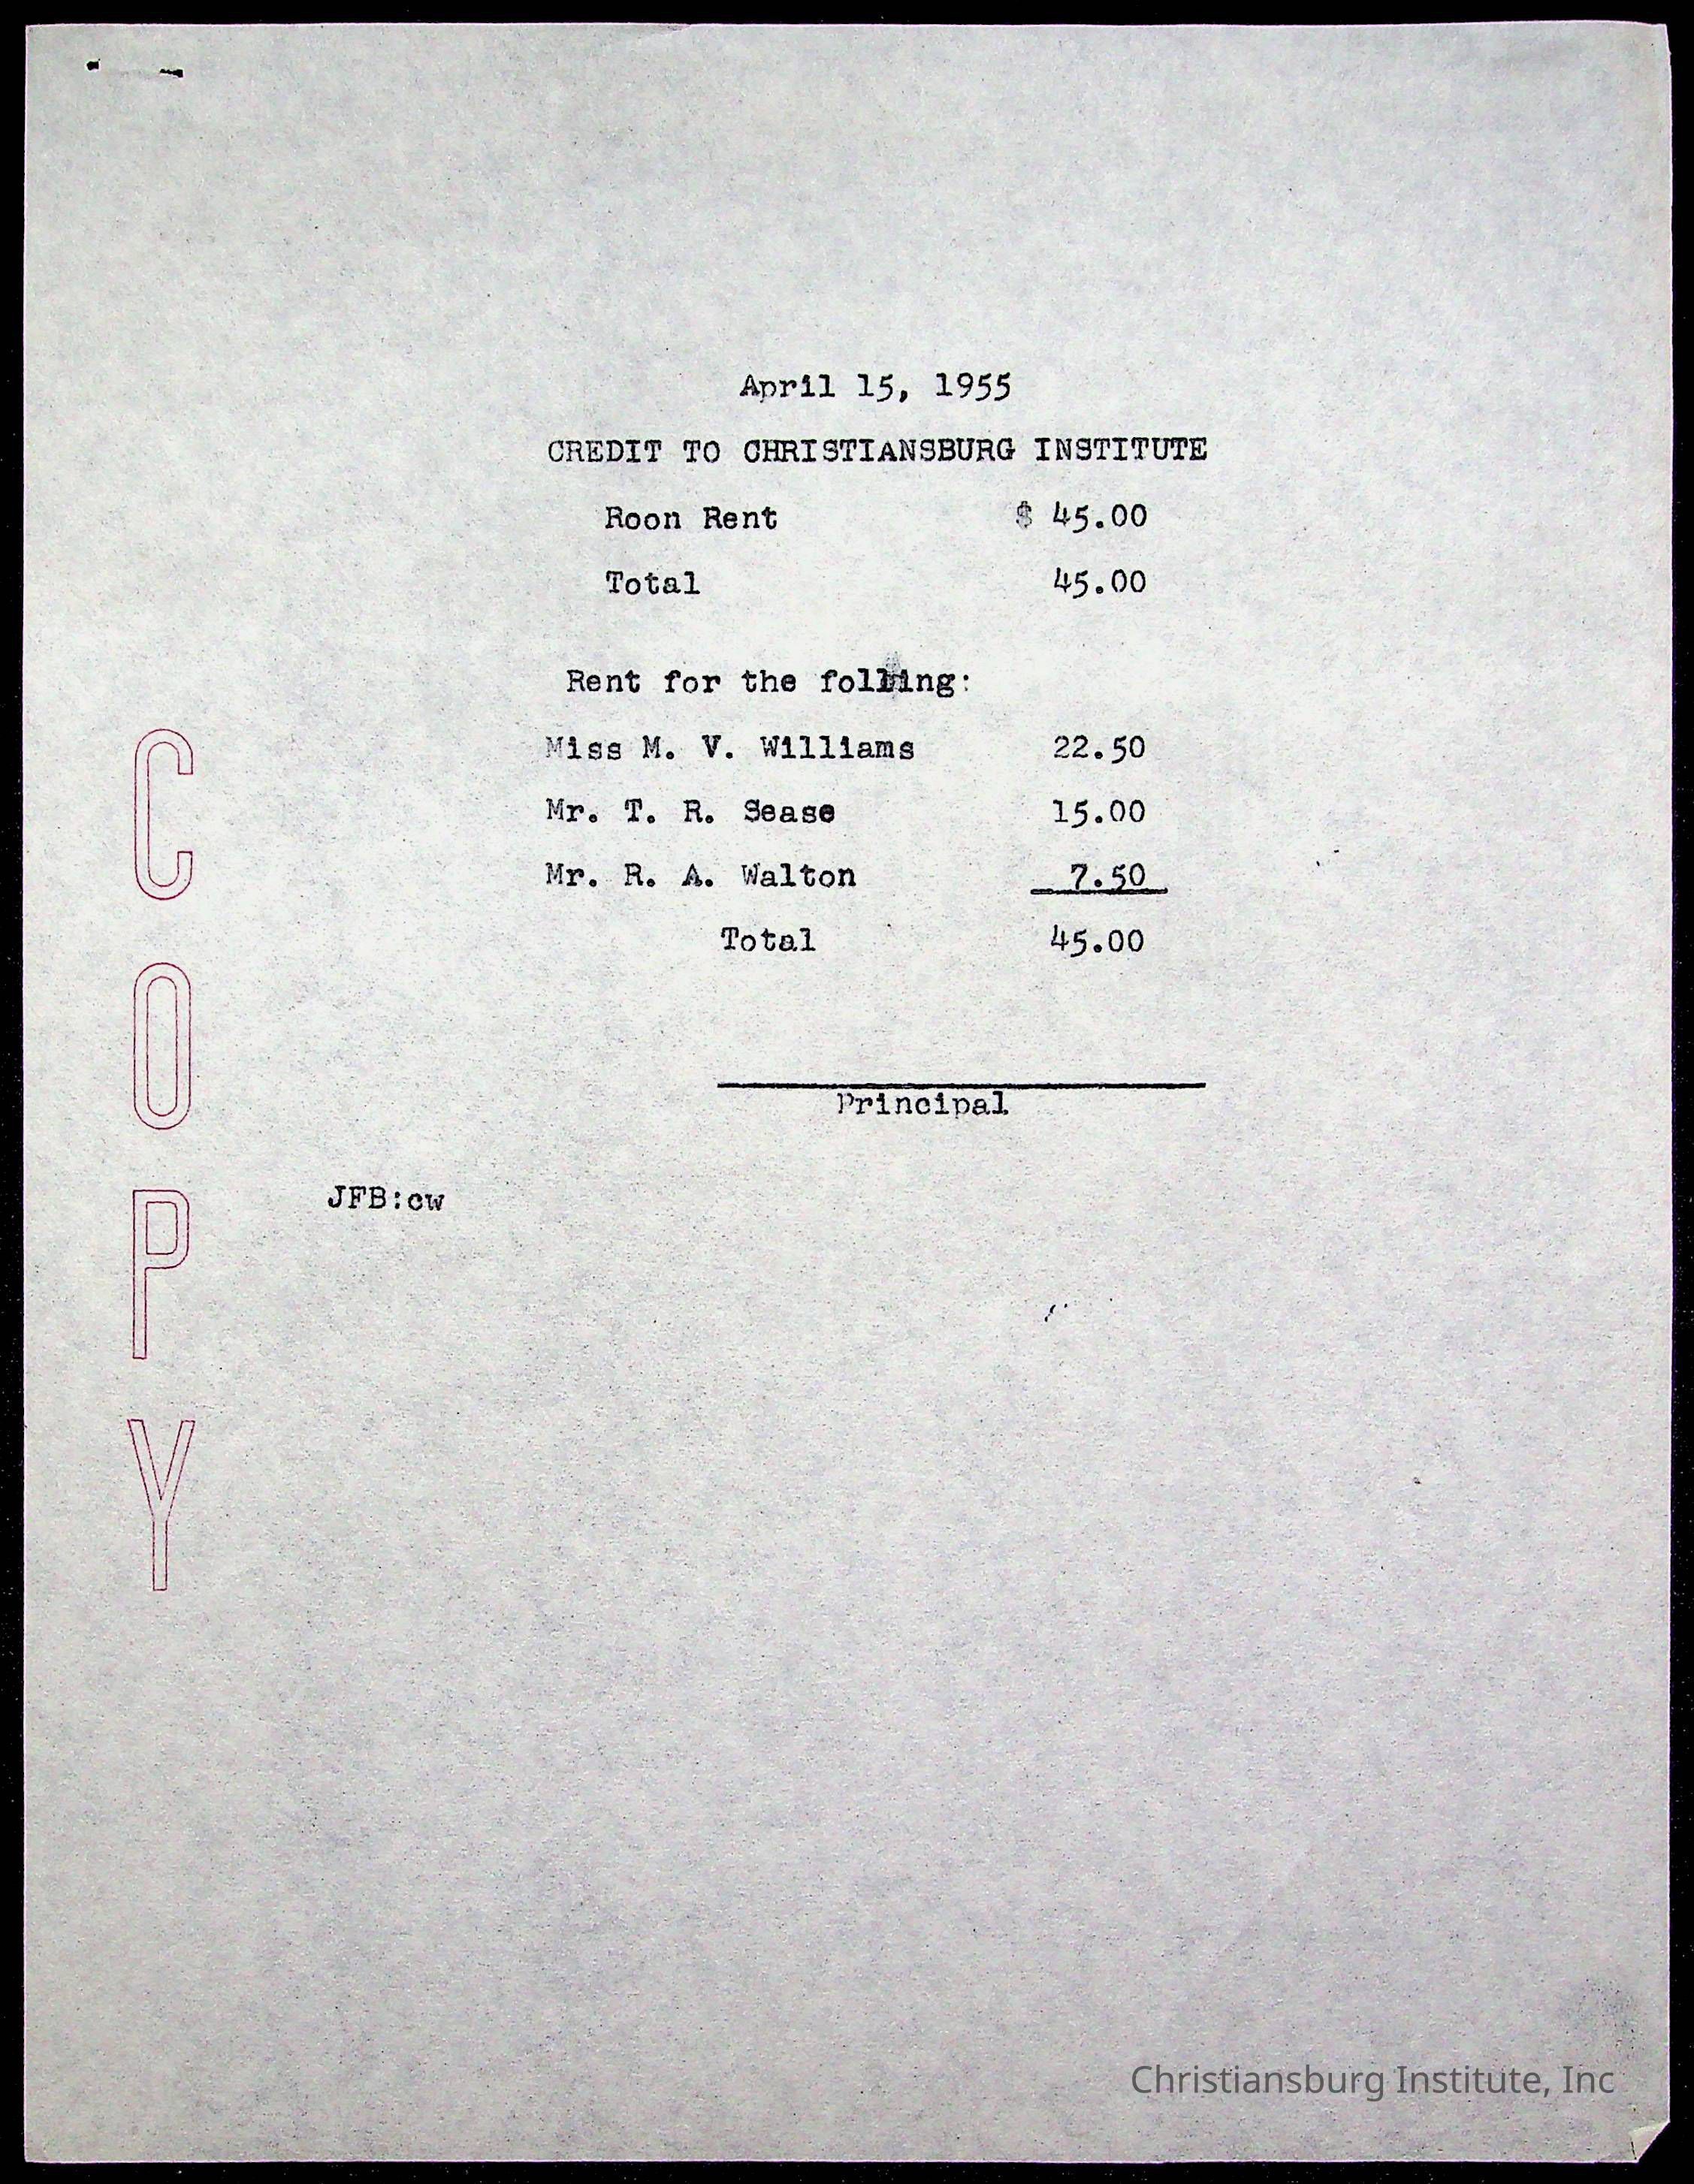 April 15, 1955
CREDIT TO CHRISTIANSBURG INSTITUTE
Roon Rent $ 45.00
Total 45.00
Rent for the folling:
Miss M. V. Williams 22.50
Mr. T. R. Sease 15.00
Mr. R. A. Walton 7.50
Total 45.00
Principal
JFB:cw
COPY
Christiansburg Institute, Inc